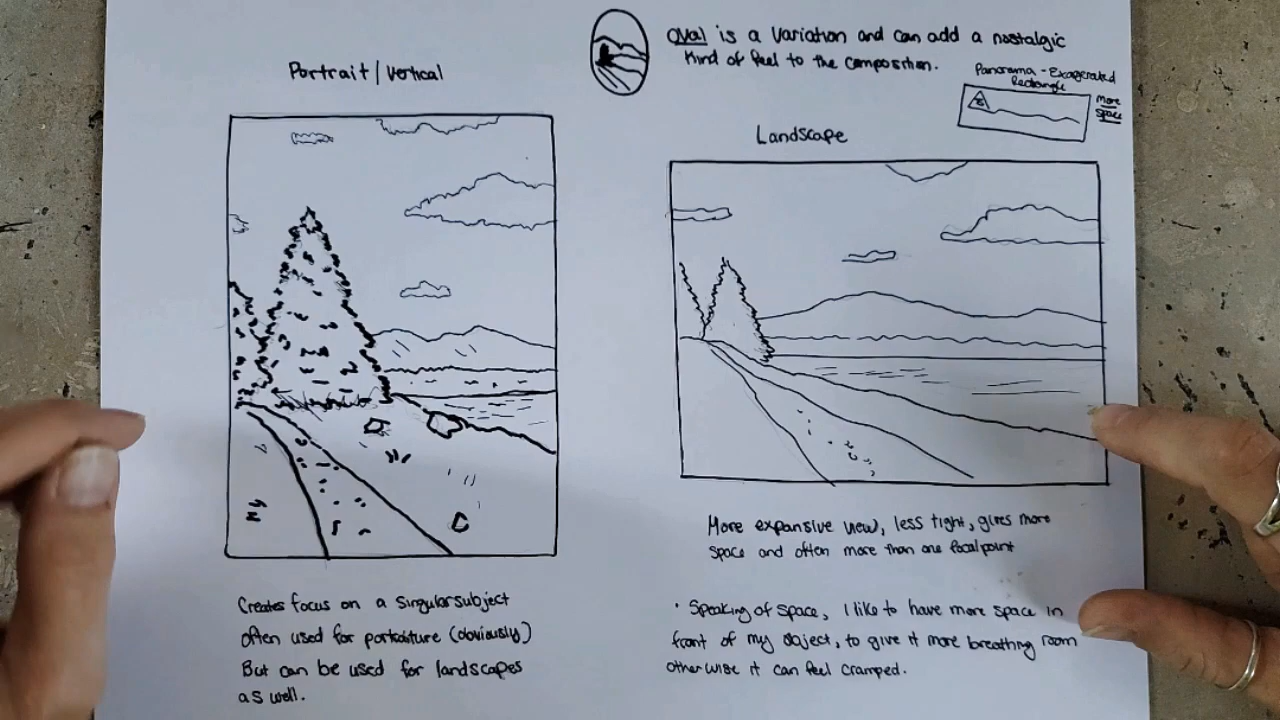 Oval is a variation and can add a nostalgic
kind of feel to the composition.
Portrait / Vertical
Panorama - Exagerated
Rectangle
More
Space
Landscape
More expansive view, less tight, gives more
space and often more than one focal point
Creates focus on a singular subject
often used for portraiture (obviously)
But can be used for landscapes
as well.
· Speaking of space, I like to have more space in
front of my object, to give it more breathing room
otherwise it can feel cramped.